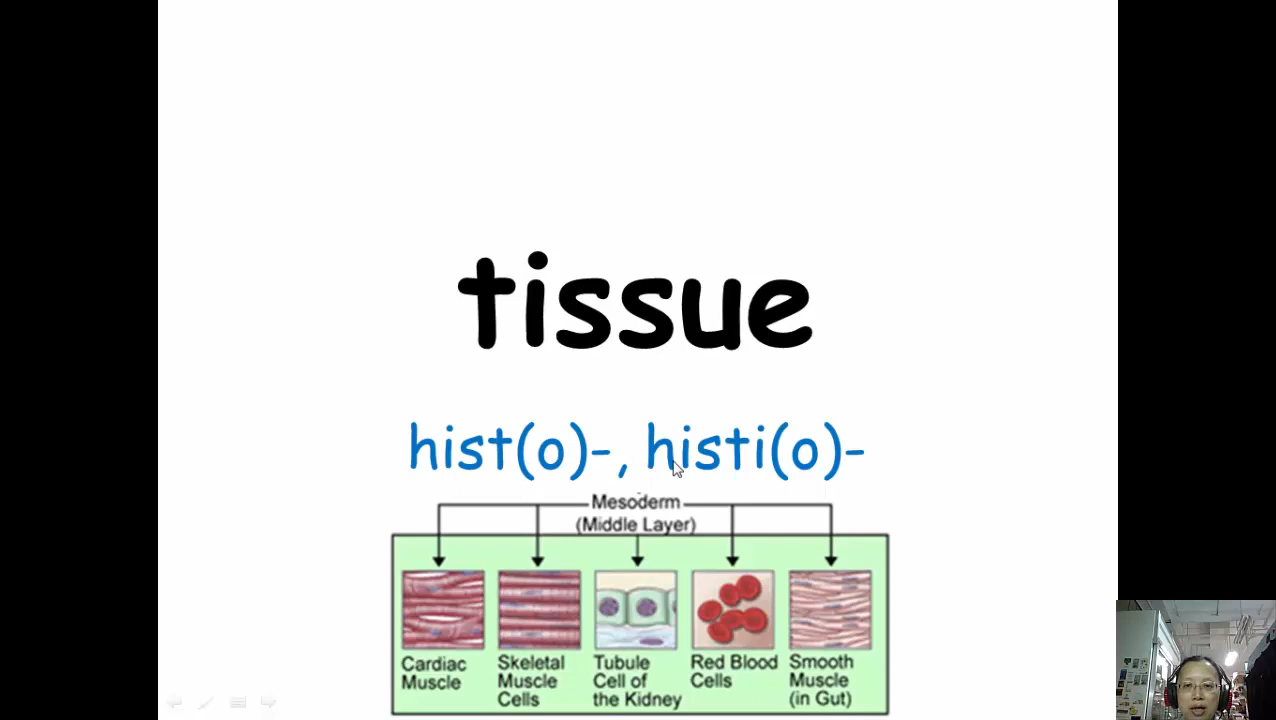 tissue
hist(o)-, histi(o)-
Mesoderm
(Middle Layer)
Cardiac Muscle
Skeletal Muscle Cells
Tubule Cell of the Kidney
Red Blood Cells
Smooth Muscle (in Gut)